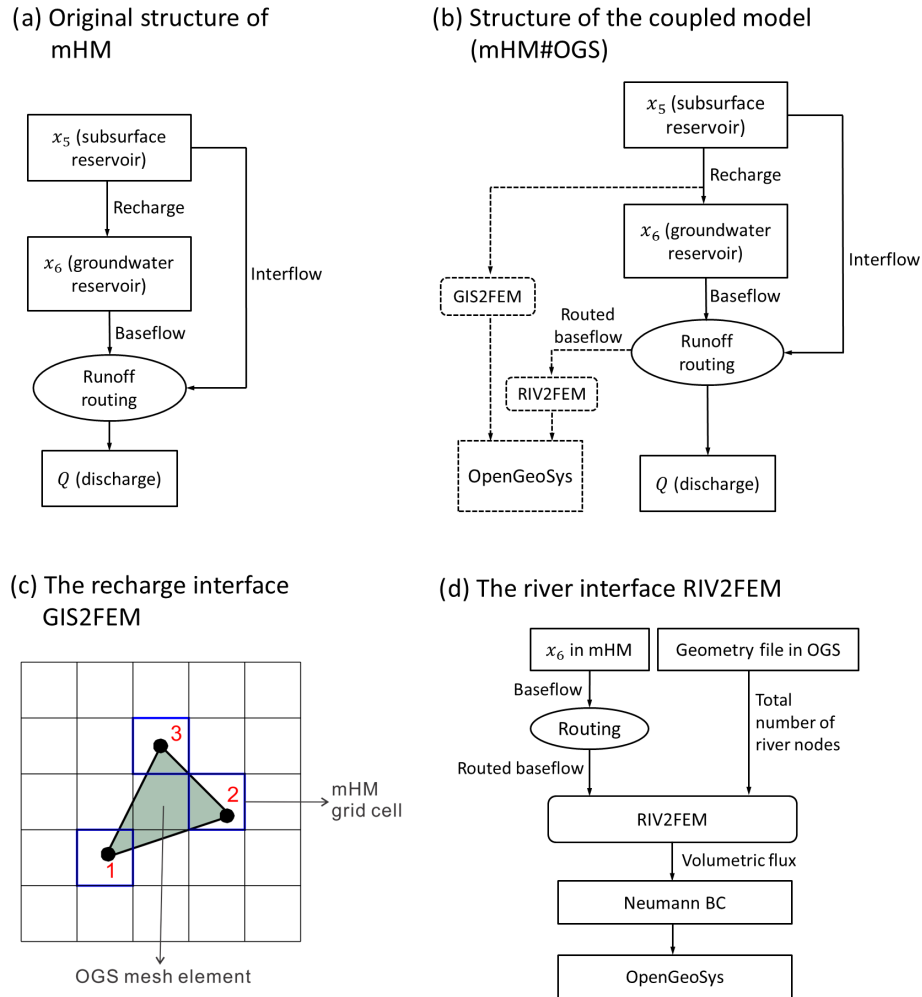 (a) Original structure of
mHM
x₅ (subsurface
reservoir)
Recharge
x₆ (groundwater
reservoir)
Interflow
Baseflow
Runoff
routing
Q (discharge)
(b) Structure of the coupled model
(mHM#OGS)
x₅ (subsurface
reservoir)
Recharge
x₆ (groundwater
reservoir)
Interflow
GIS2FEM
Baseflow
Routed
baseflow
Runoff
routing
RIV2FEM
OpenGeoSys
Q (discharge)
(c) The recharge interface
GIS2FEM
3
2
1
mHM
grid cell
OGS mesh element
(d) The river interface RIV2FEM
x₆ in mHM
Geometry file in OGS
Baseflow
Total
number of
river nodes
Routing
Routed baseflow
RIV2FEM
Volumetric flux
Neumann BC
OpenGeoSys